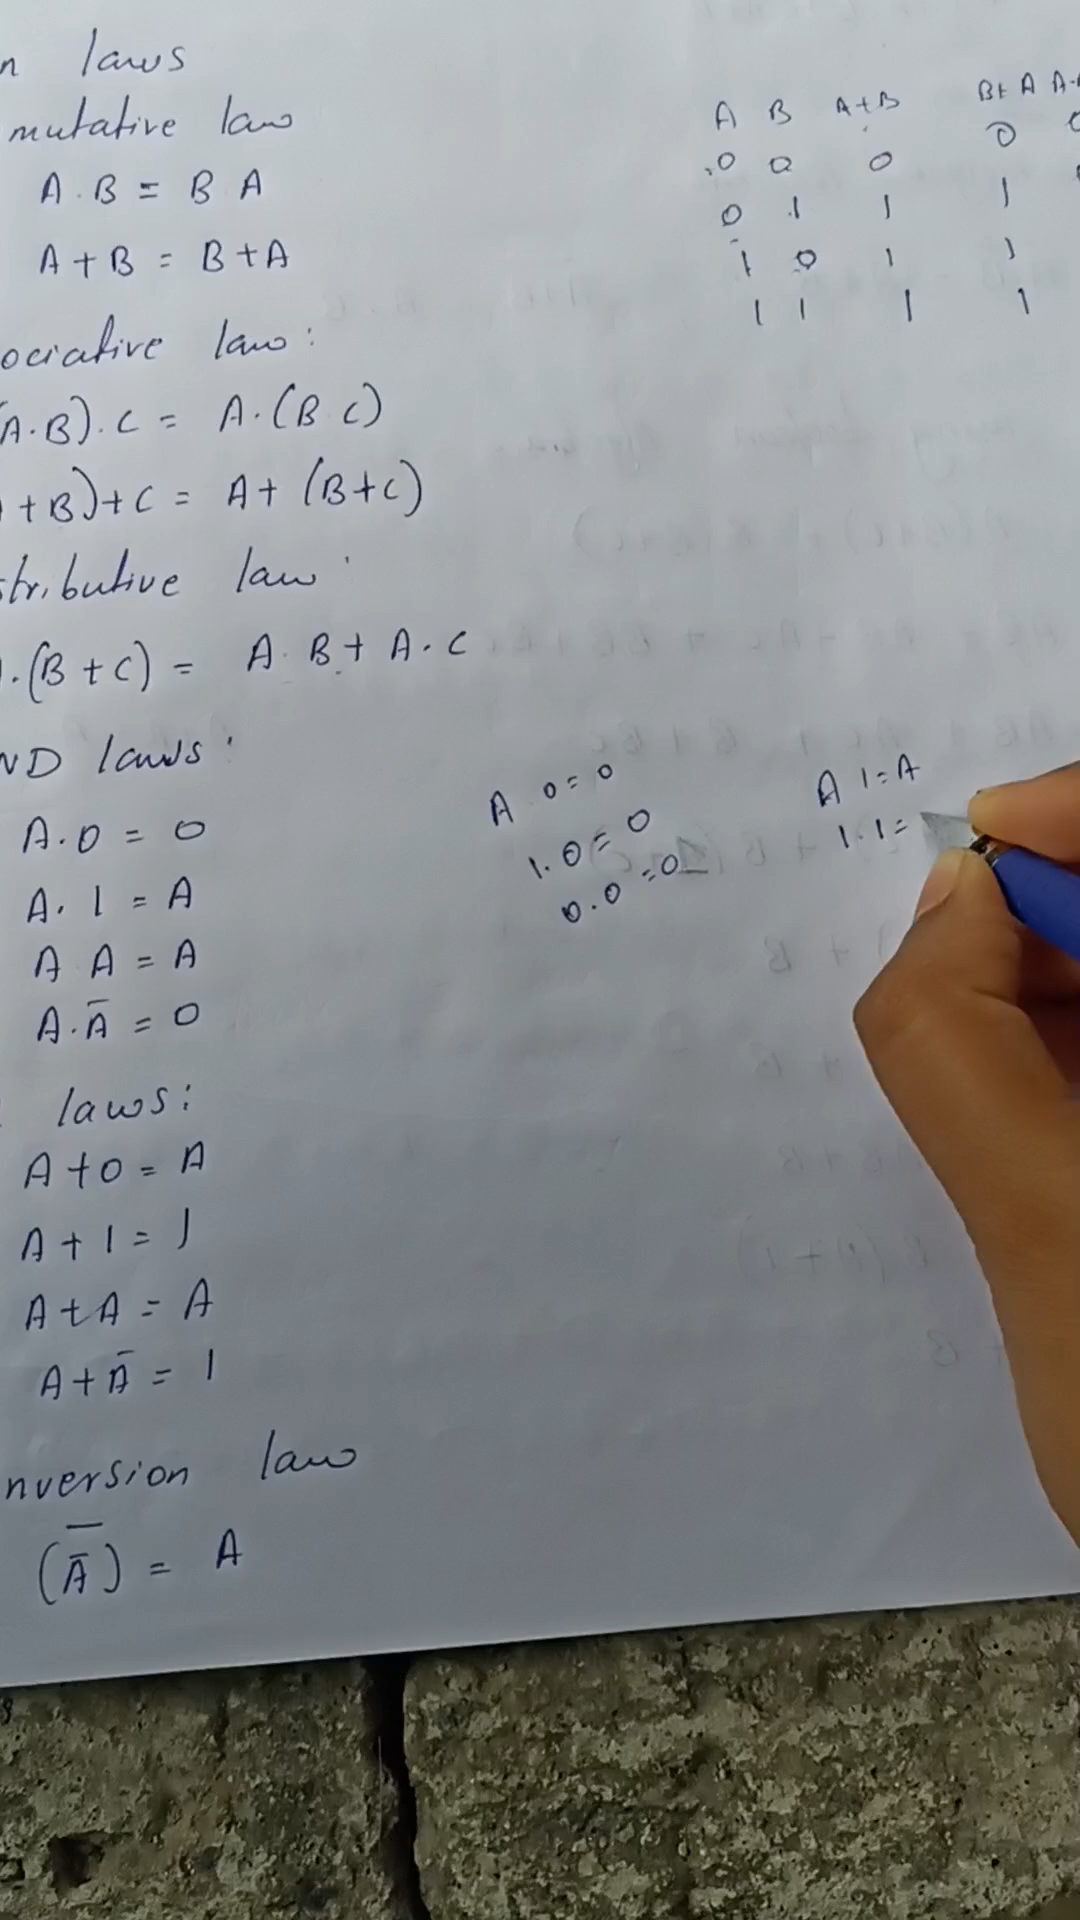 n laws
mutative law
A . B = B A
A + B = B + A
ociative law :
A . B) . C = A . (B C)
+ B) + C = A + (B + C)
stributive law
. (B + C) = A . B + A . C
ND laws :
A . 0 = 0
A . 1 = A
A A = A
A . Ā = 0
laws :
A + 0 = A
A + 1 = 1
A + A = A
A + Ā = 1
nversion law
(A̿) = A
A B A + B B + A A .
0 0 0 0
0 1 1 1
1 0 1 1
1 1 1 1
A 0 = 0
1 . 0 = 0
0 . 0 = 0
A 1 = A
1 . 1 =